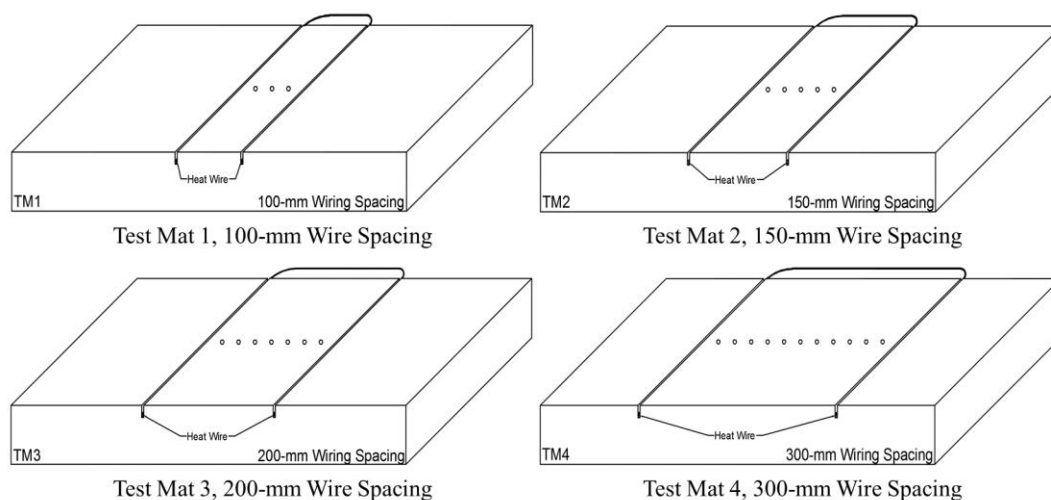 Heat Wire
TM1 100-mm Wiring Spacing
Test Mat 1, 100-mm Wire Spacing
Heat Wire
TM2 150-mm Wiring Spacing
Test Mat 2, 150-mm Wire Spacing
Heat Wire
TM3 200-mm Wiring Spacing
Test Mat 3, 200-mm Wire Spacing
Heat Wire
TM4 300-mm Wiring Spacing
Test Mat 4, 300-mm Wire Spacing